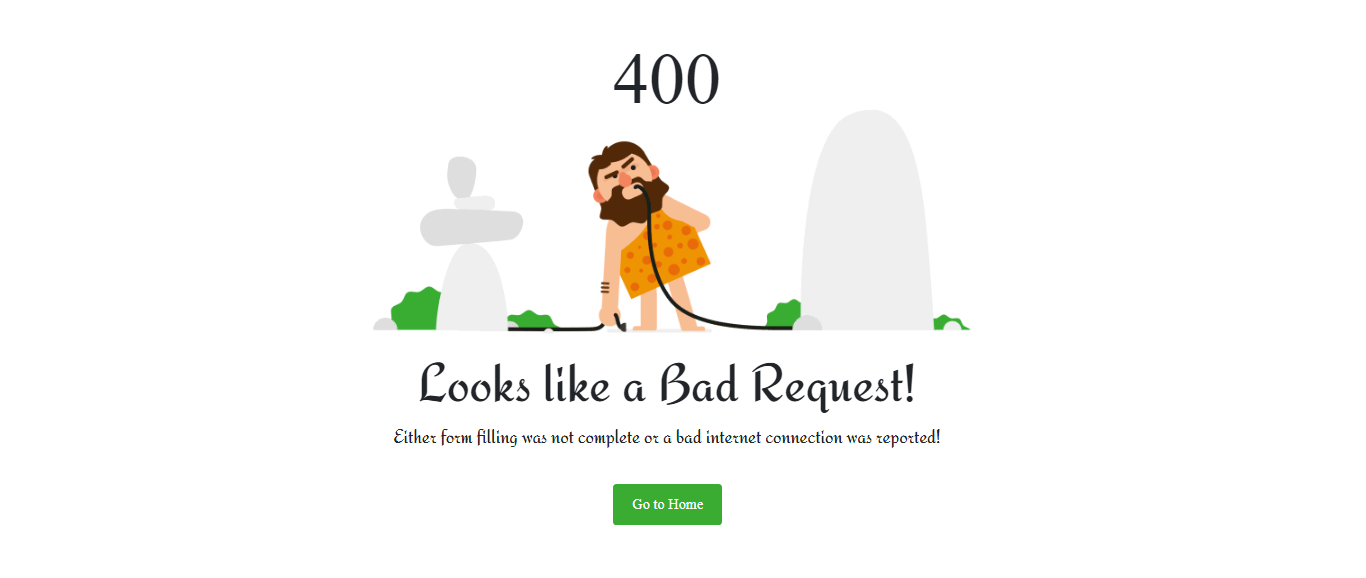 400
Looks like a Bad Request!
Either form filling was not complete or a bad internet connection was reported!
Go to Home